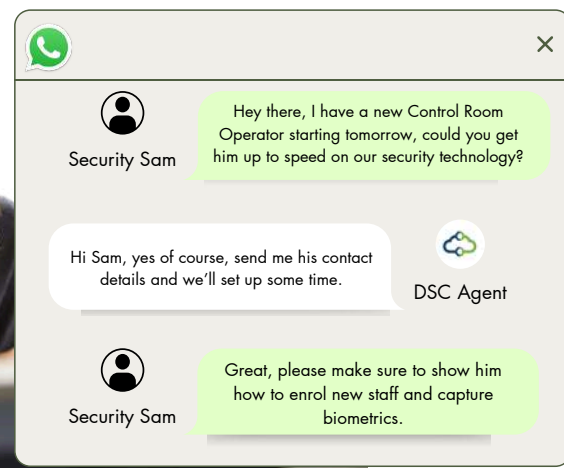 Hey there, I have a new Control Room
Operator starting tomorrow, could you get
him up to speed on our security technology?
Security Sam
Hi Sam, yes of course, send me his contact
details and we’ll set up some time.
DSC Agent
Great, please make sure to show him
how to enrol new staff and capture
biometrics.
Security Sam